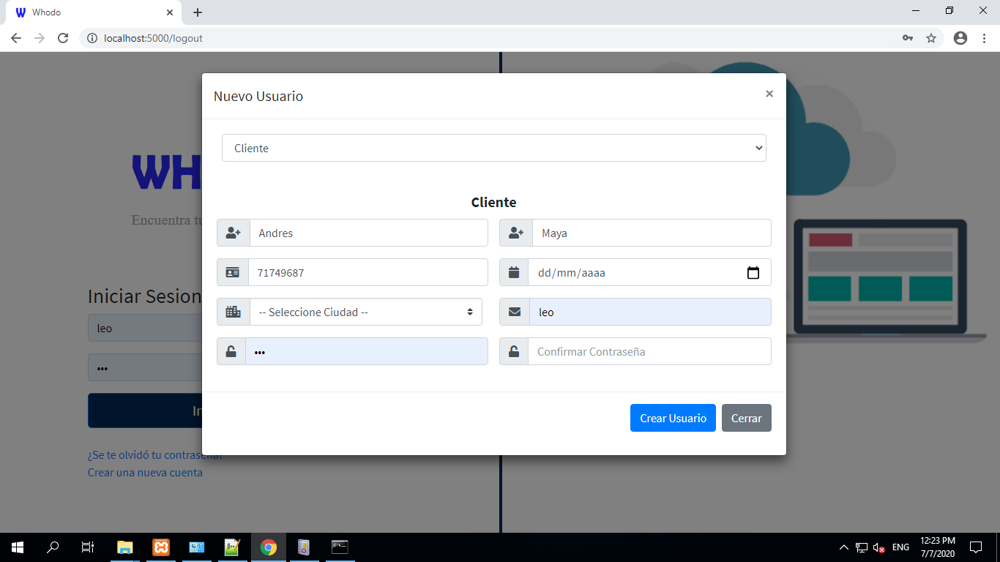 Whodo
localhost:5000/logout
Nuevo Usuario
×
Cliente
WH
Encuentra
Cliente
Andres
Maya
71749687
dd/mm/aaaa
Iniciar Sesion
-- Seleccione Ciudad --
leo
leo
•••
Confirmar Contraseña
•••
In
Crear Usuario
Cerrar
¿Se te olvidó tu contraseña?
Crear una nueva cuenta
ENG
12:23 PM
7/7/2020